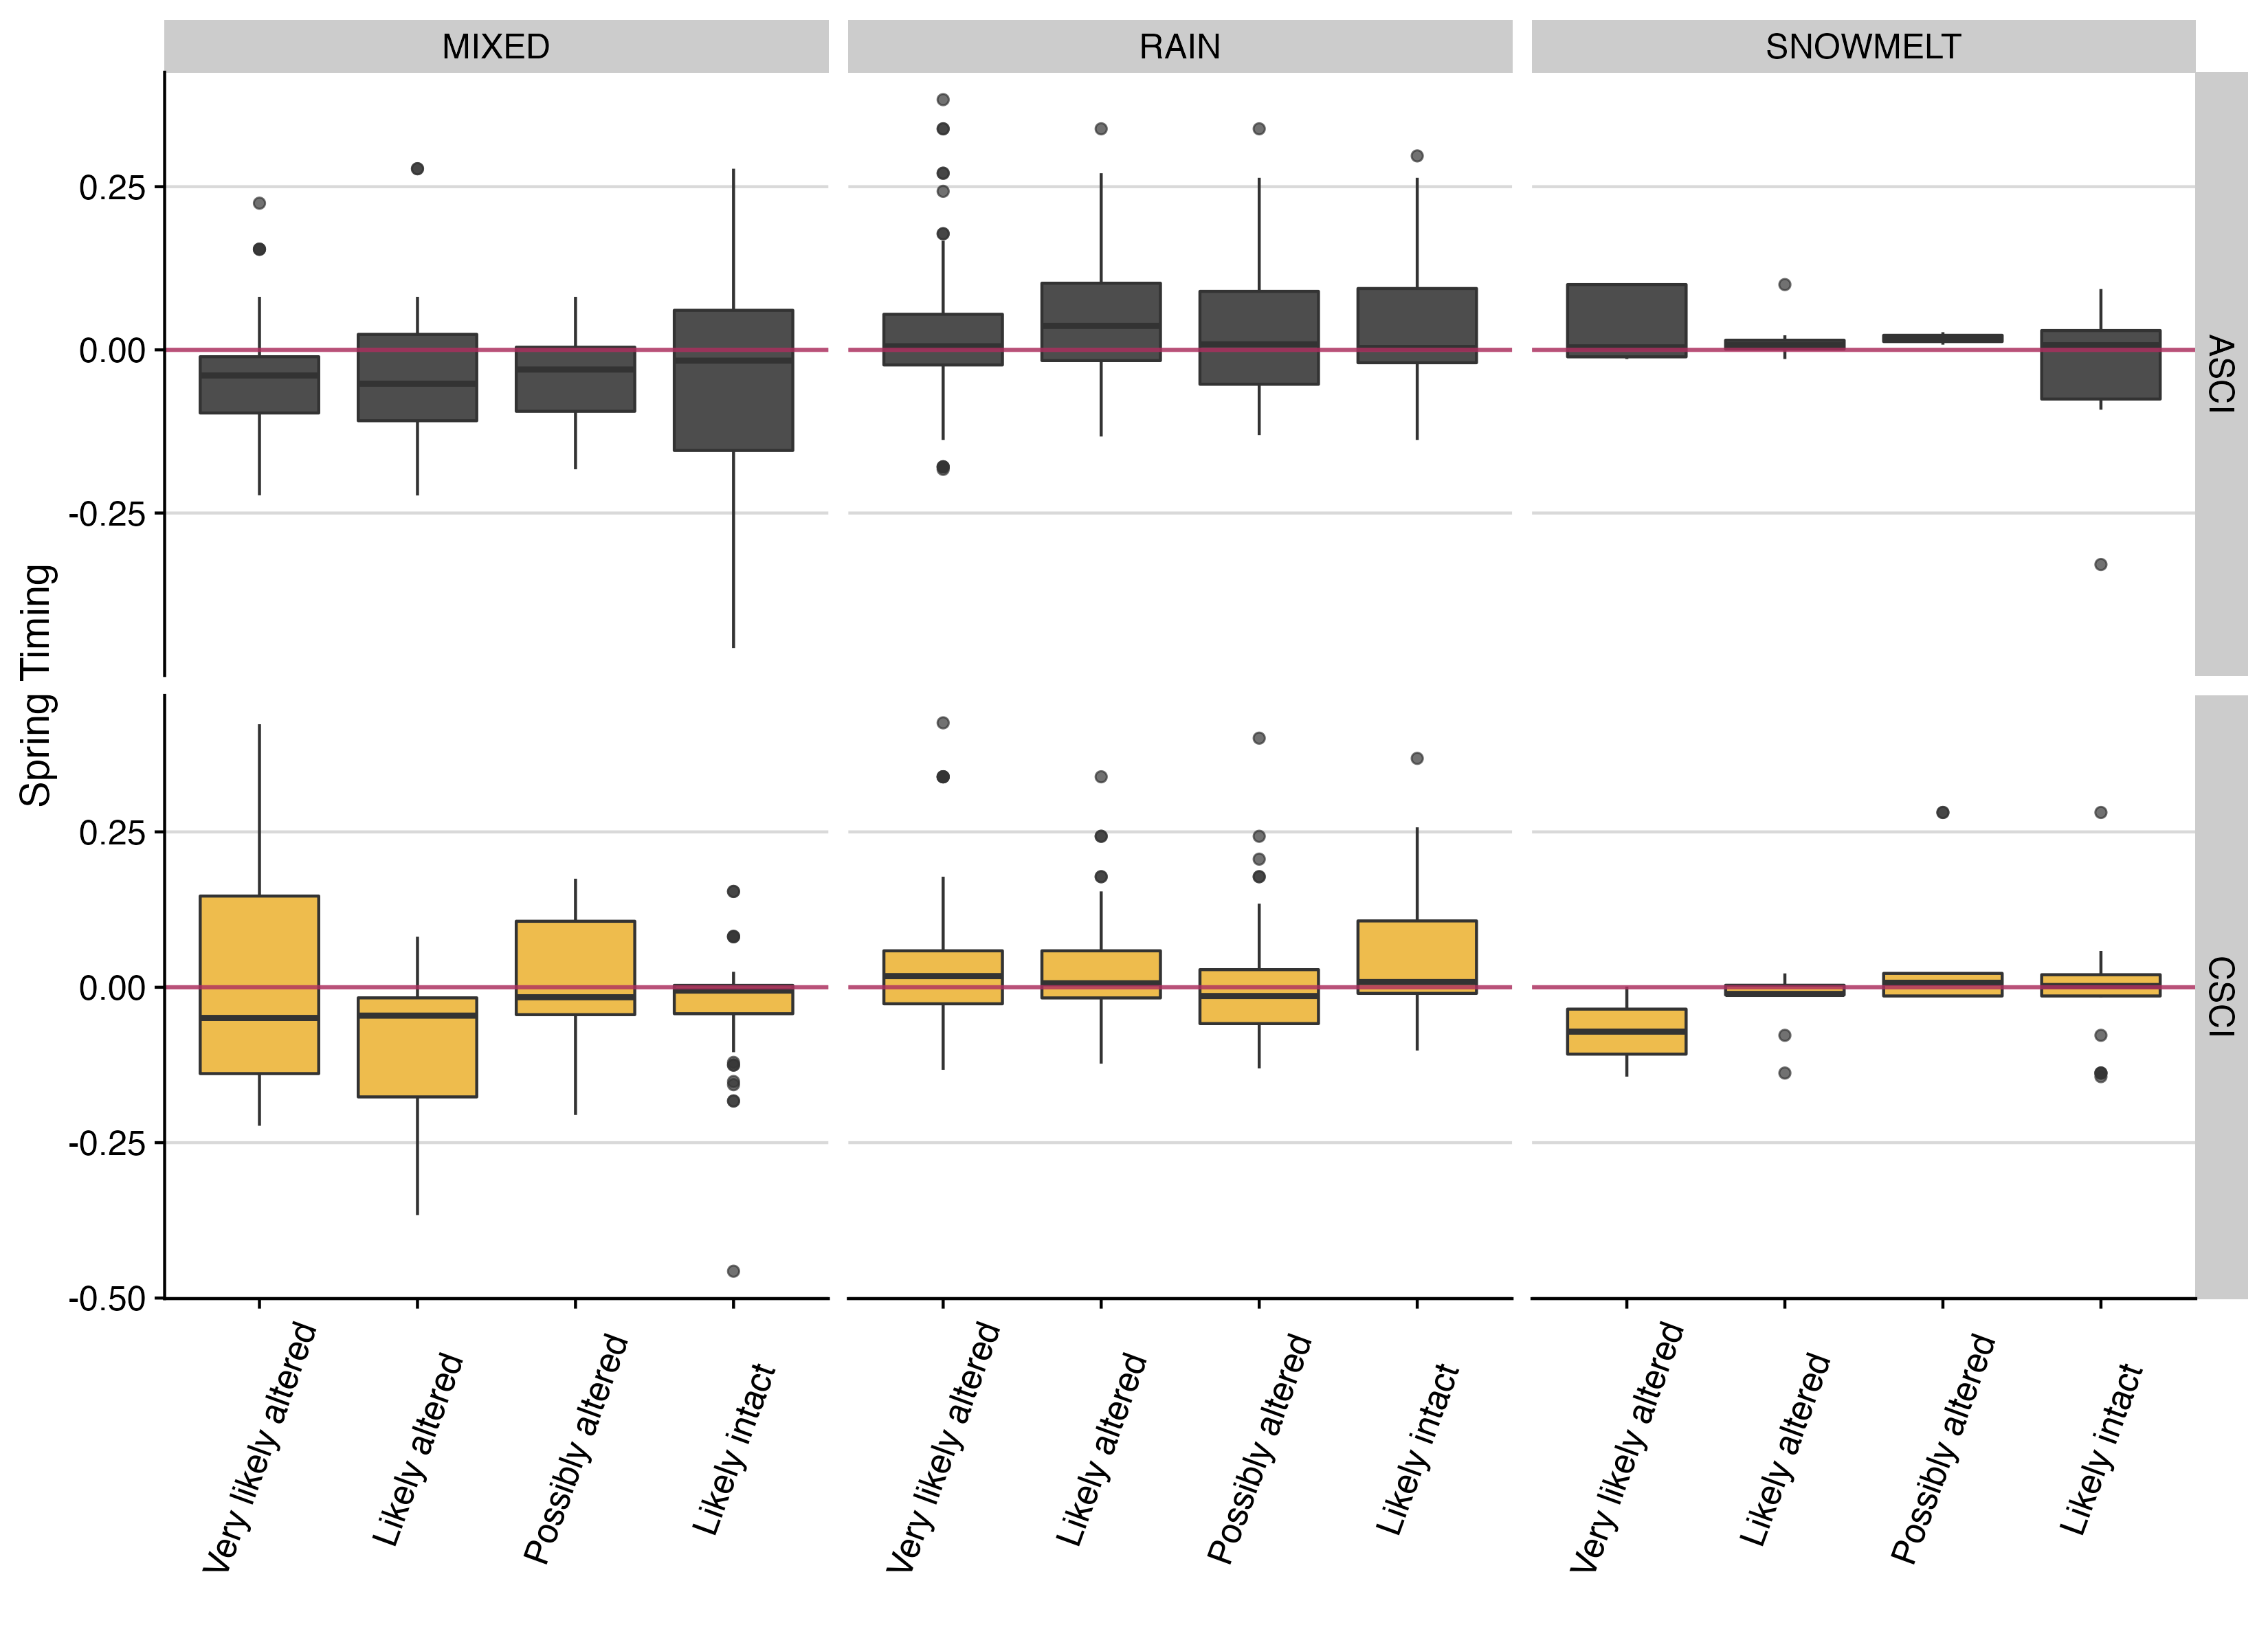 MIXED
RAIN
SNOWMELT
Spring Timing
0.25
0.00
-0.25
ASCI
0.25
0.00
-0.25
-0.50
CSCI
Very likely altered
Likely altered
Possibly altered
Likely intact
Very likely altered
Likely altered
Possibly altered
Likely intact
Very likely altered
Likely altered
Possibly altered
Likely intact